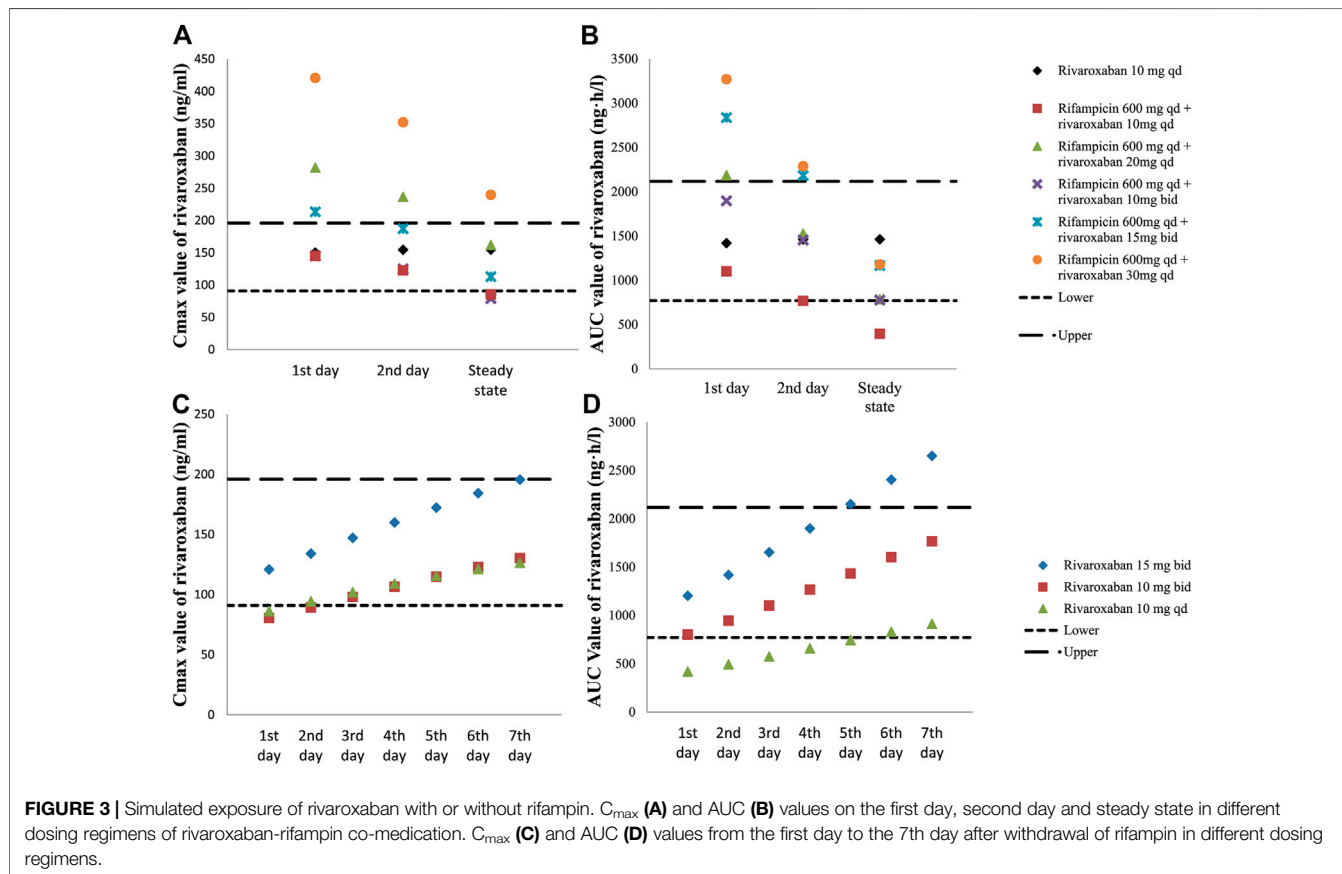 A
Cmax value of rivaroxaban (ng/ml)
450
400
350
300
250
200
150
100
50
0
1st day
2nd day
Steady
state
B
AUC value of rivaroxaban (ng·h/l)
3500
3000
2500
2000
1500
1000
500
0
1st day
2nd day
Steady
state
Rivaroxaban 10 mg qd
Rifampicin 600 mg qd +
rivaroxaban 10mg qd
Rifampicin 600 mg qd +
rivaroxaban 20mg qd
Rifampicin 600 mg qd +
rivaroxaban 10mg bid
Rifampicin 600mg qd +
rivaroxaban 15mg bid
Rifampicin 600mg qd +
rivaroxaban 30mg qd
Lower
Upper
C
Cmax value of rivaroxaban (ng/ml)
250
200
150
100
50
0
1st
day
2nd
day
3rd
day
4th
day
5th
day
6th
day
7th
day
D
AUC Value of rivaroxaban (ng·h/l)
3000
2500
2000
1500
1000
500
0
1st
day
2nd
day
3rd
day
4th
day
5th
day
6th
day
7th
day
Rivaroxaban 15 mg bid
Rivaroxaban 10 mg bid
Rivaroxaban 10 mg qd
Lower
Upper
FIGURE 3 | Simulated exposure of rivaroxaban with or without rifampin. Cmax (A) and AUC (B) values on the first day, second day and steady state in different
dosing regimens of rivaroxaban-rifampin co-medication. Cmax (C) and AUC (D) values from the first day to the 7th day after withdrawal of rifampin in different dosing
regimens.